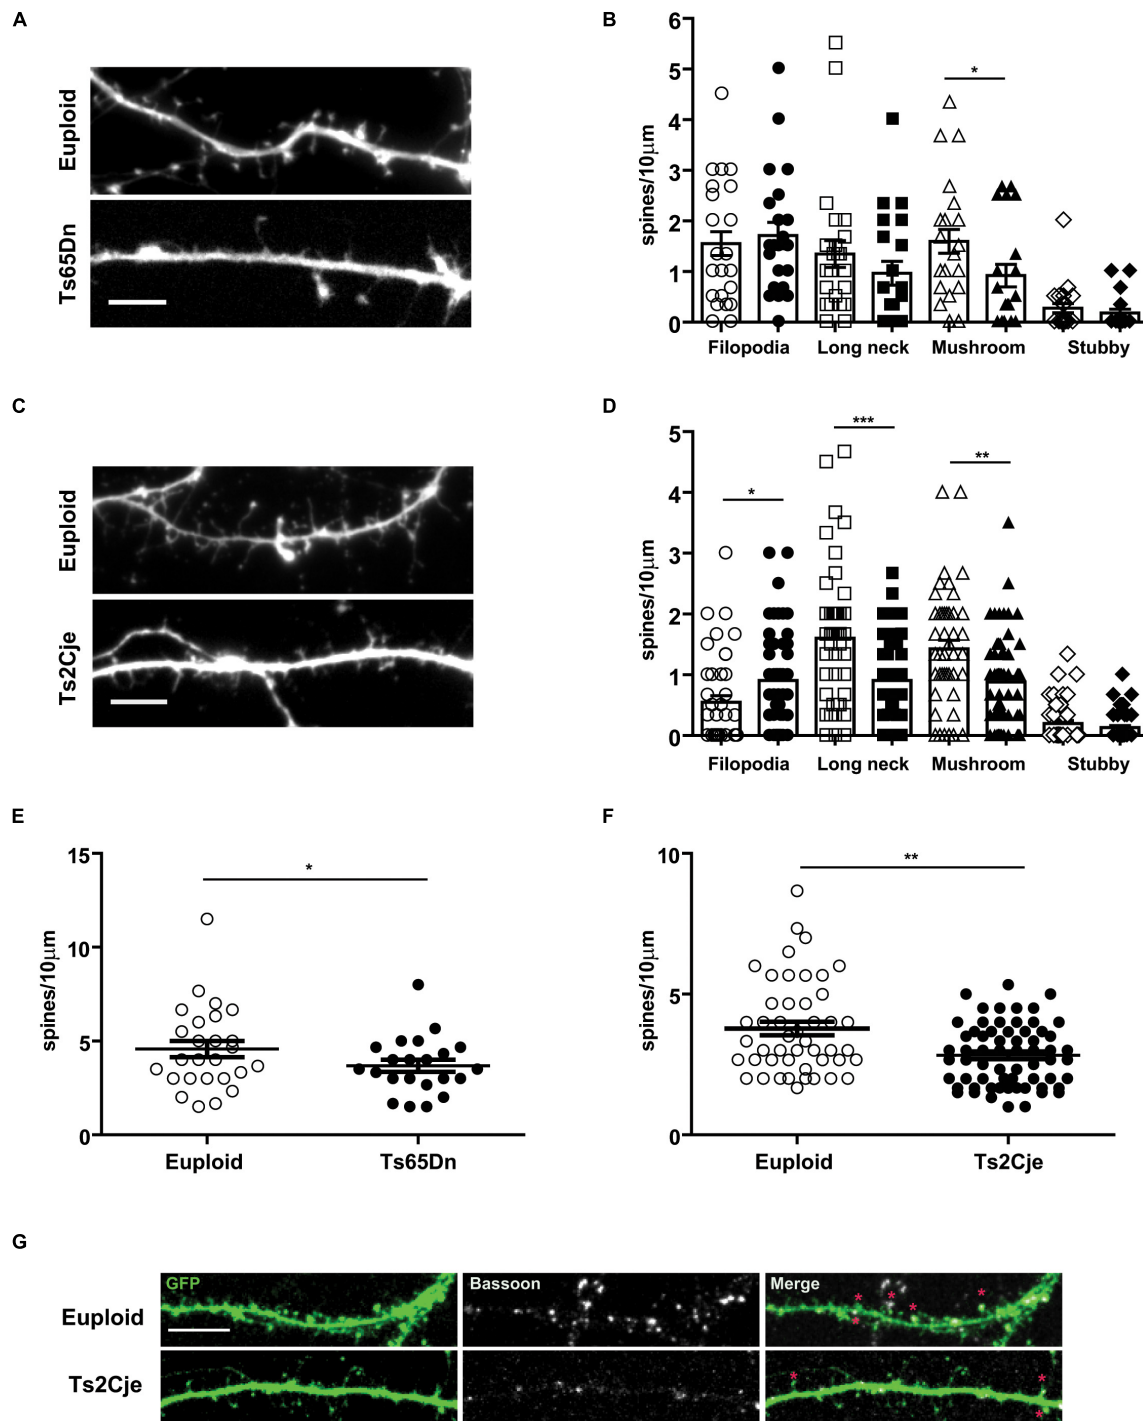 A
Euploid
Ts65Dn
B
6
5
4
3
2
1
0
spines/10μm
*
Filopodia
Long neck
Mushroom
Stubby
C
Euploid
Ts2Cje
D
5
4
3
2
1
0
spines/10μm
*
***
**
Filopodia
Long neck
Mushroom
Stubby
E
15
10
5
0
spines/10μm
*
Euploid
Ts65Dn
F
10
5
0
spines/10μm
**
Euploid
Ts2Cje
G
GFP
Bassoon
Merge
Euploid
* * * * *
Ts2Cje
* * *